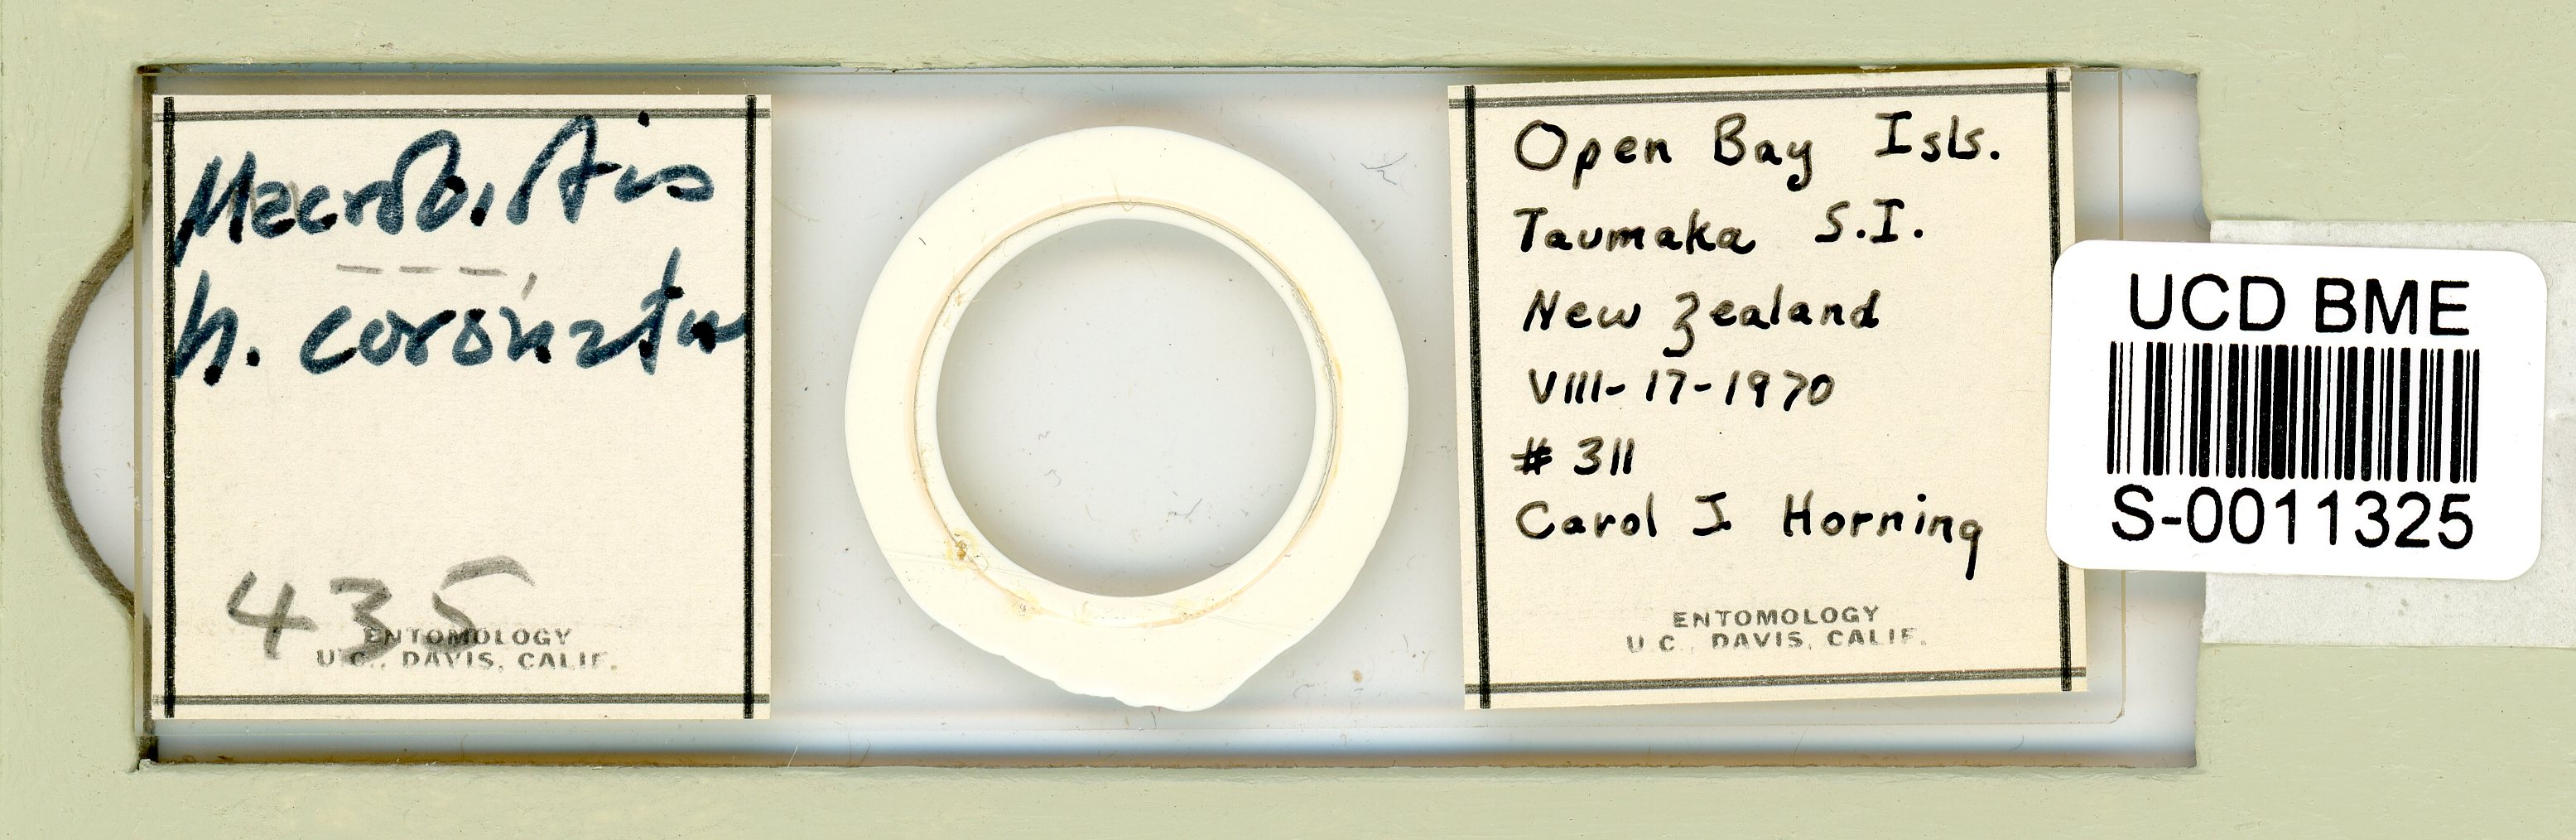 Macrobiotus
h. coronatus
435
ENTOMOLOGY
U.C., DAVIS, CALIF.
Open Bay Isls.
Taumaka S.I.
New Zealand
VIII-17-1970
# 311
Carol J Horning
ENTOMOLOGY
U.C., DAVIS, CALIF.
UCD BME
S-0011325